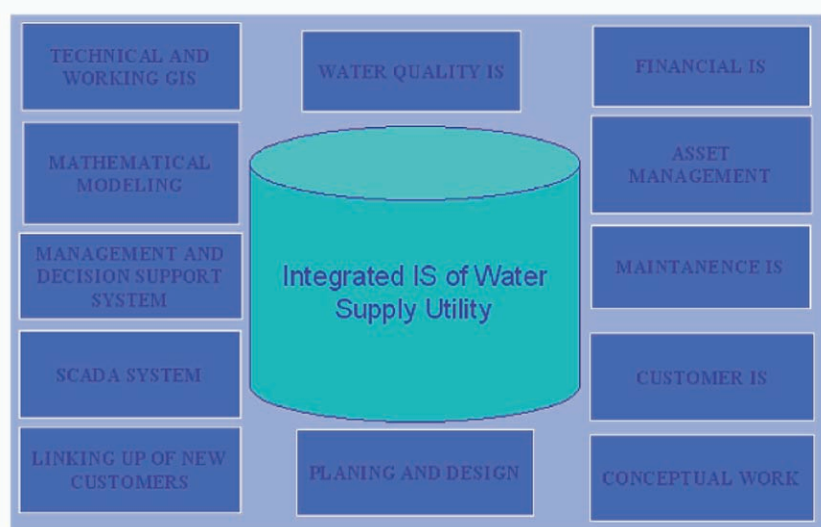 TECHNICAL AND
WORKING GIS
WATER QUALITY IS
FINANCIAL IS
MATHEMATICAL
MODELING
ASSET
MANAGEMENT
MANAGEMENT AND
DECISION SUPPORT
SYSTEM
Integrated IS of Water
Supply Utility
MAINTANENCE IS
SCADA SYSTEM
CUSTOMER IS
LINKING UP OF NEW
CUSTOMERS
PLANING AND DESIGN
CONCEPTUAL WORK